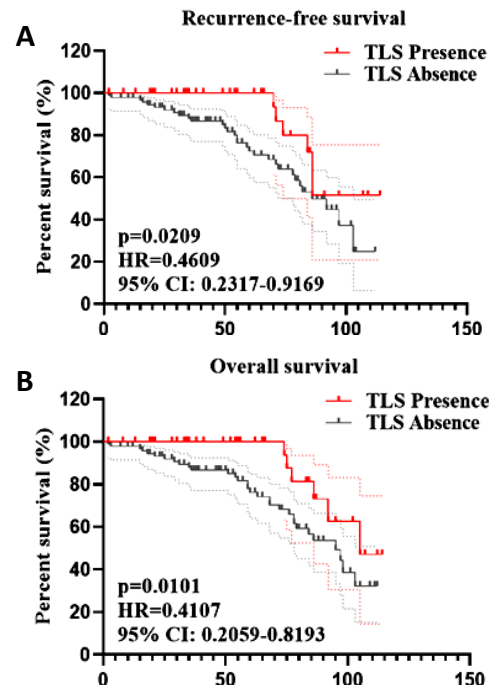 Recurrence-free survival
A
TLS Presence
TLS Absence
Percent survival (%)
120
100
80
60
40
20
0
p=0.0209
HR=0.4609
95% CI: 0.2317-0.9169
0
50
100
150
Overall survival
B
TLS Presence
TLS Absence
Percent survival (%)
120
100
80
60
40
20
0
p=0.0101
HR=0.4107
95% CI: 0.2059-0.8193
0
50
100
150